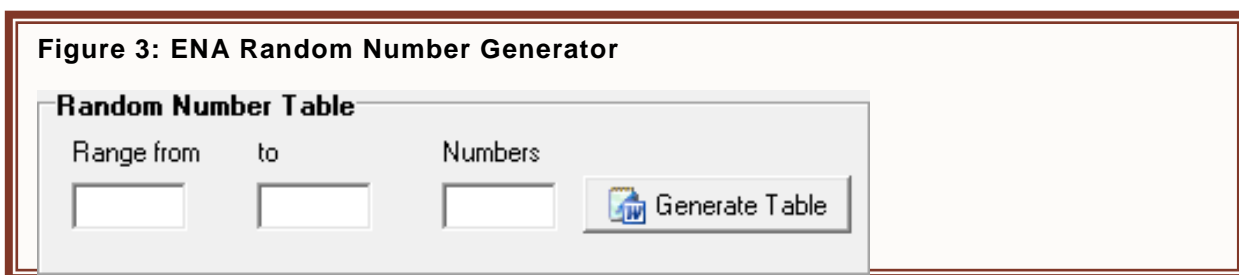 Figure 3: ENA Random Number Generator
Random Number Table
Range from to Numbers
Generate Table